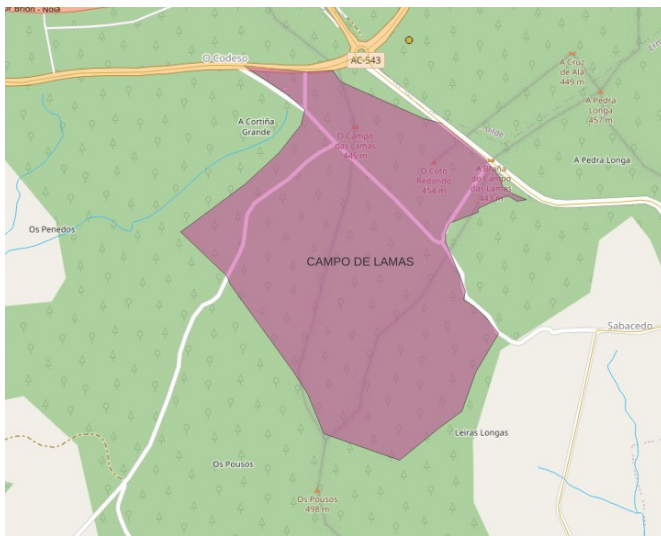 Brión - Noia
O Codeso
AC-543
A Cruz
de Ala
449 m
A Pedra
Longa
457 m
A Cortiña
Grande
O Campo
das Lamas
445 m
A Pedra Longa
O Coto
Redondo
454 m
A Braña
do Campo
das Lamas
443 m
Os Penedos
CAMPO DE LAMAS
Sabacedo
Leiras Longas
Os Pousos
Os Pousos
498 m